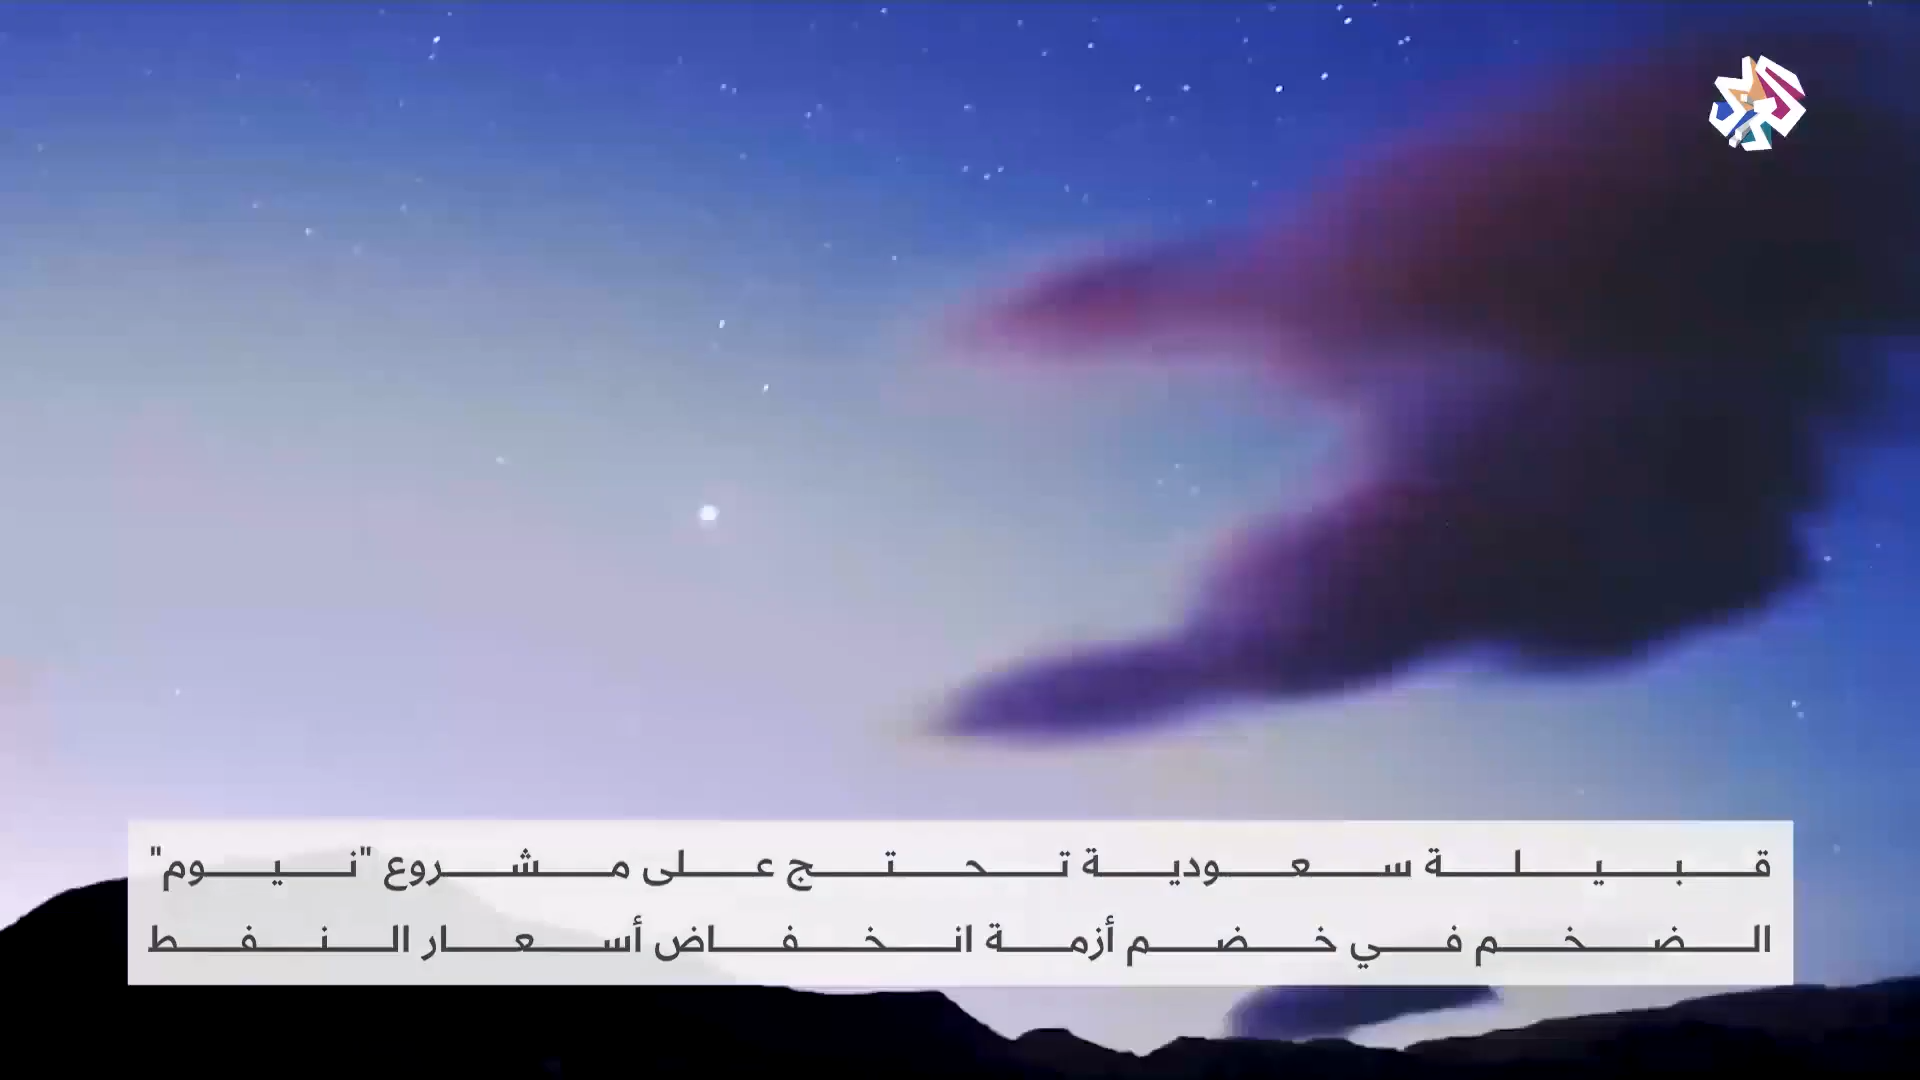 قبيلة سعودية تحتج على مشروع "نيوم"
الضخم في خضم أزمة انخفاض أسعار النفط